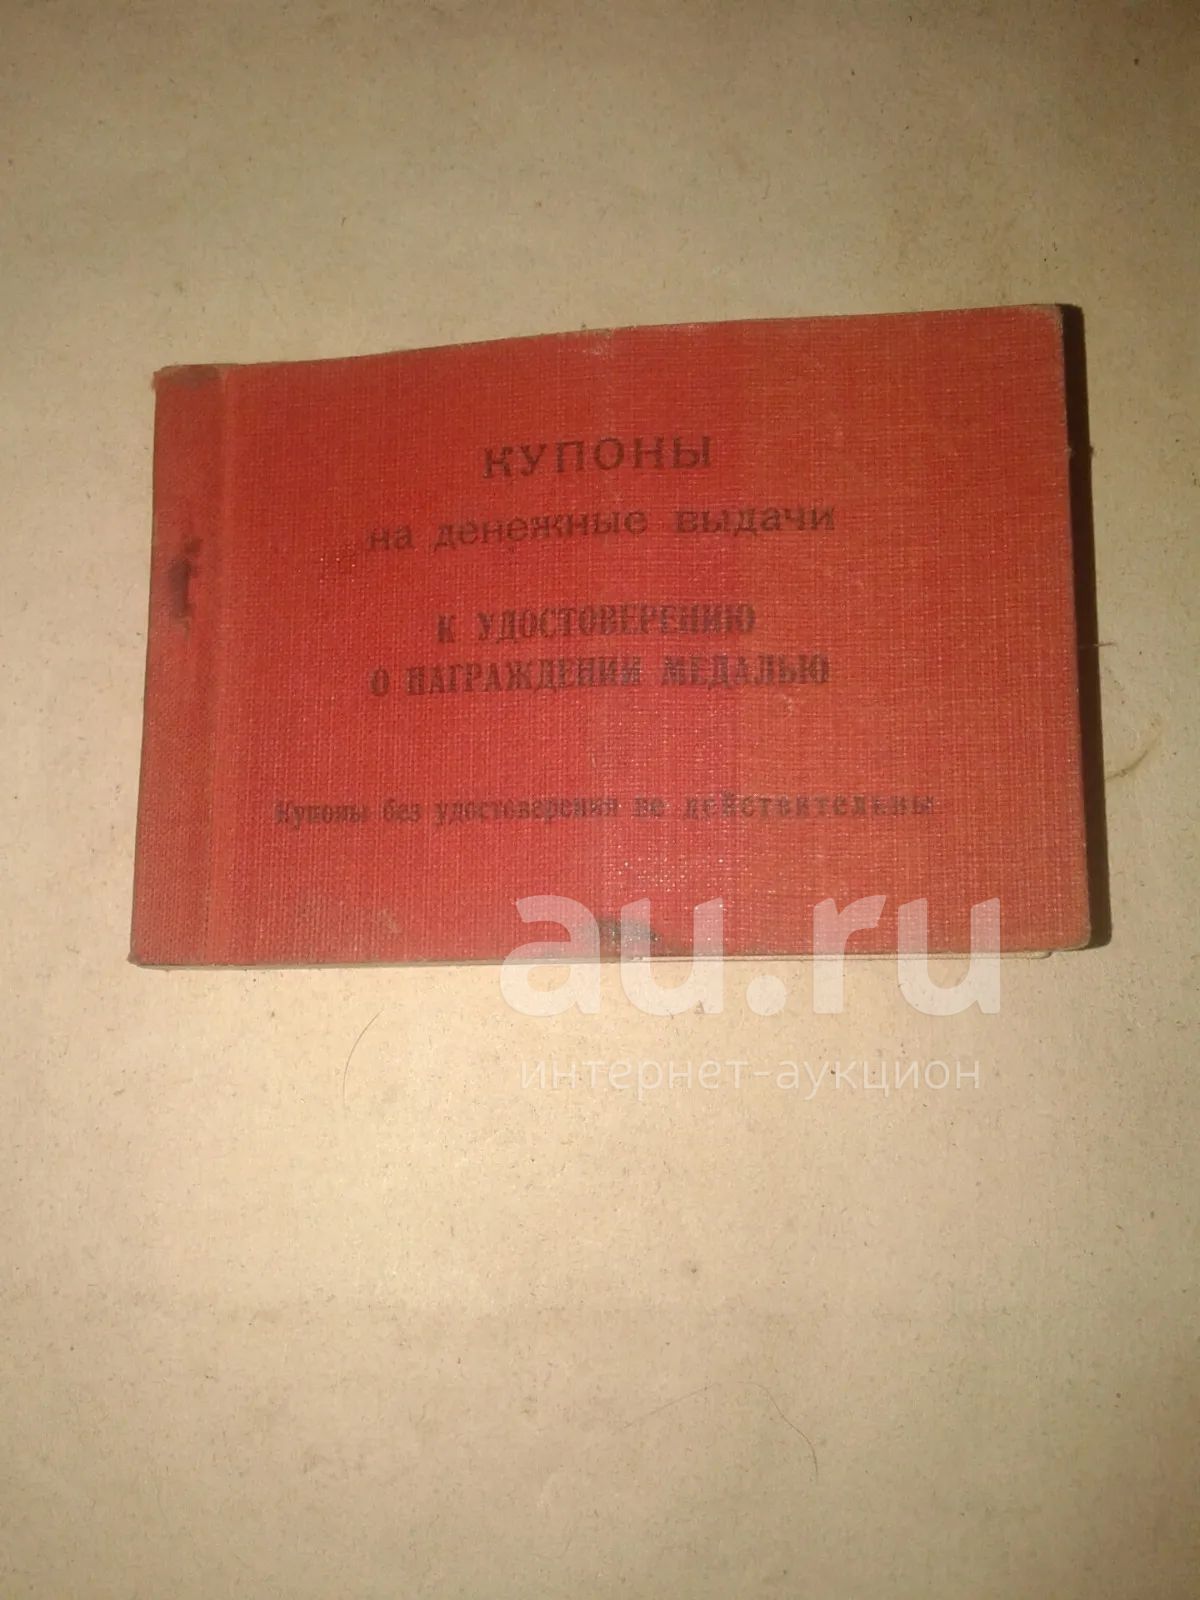 КУПОНЫ
на денежные выдачи
К УДОСТОВЕРЕНИЮ
О НАГРАЖДЕНИИ МЕДАЛЬЮ
Купоны без удостоверения не действительны
au.ru
интернет-аукцион